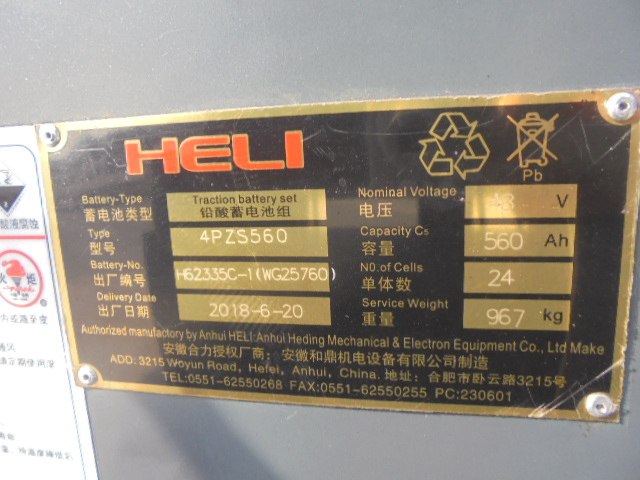 HELI
Pb
Battery-Type
蓄电池类型
Traction battery set
铅酸蓄电池组
Nominal Voltage
电压
48 V
Type
型号
4PZS560
Capacity C5
容量
560 Ah
Battery-No.
出厂编号
H62335C-1(WG25760)
NO.of Cells
单体数
24
Delivery Date
出厂日期
2018-6-20
Service Weight
重量
967 kg
Authorized manufactory by Anhui HELI:Anhui Heding Mechanical & Electron Equipment Co., Ltd Make
安徽合力授权厂商：安徽和鼎机电设备有限公司制造
ADD: 3215 Woyun Road, Hefei, Anhui, China. 地址：合肥市卧云路3215号
TEL:0551-62550268 FAX:0551-62550255 PC:230601